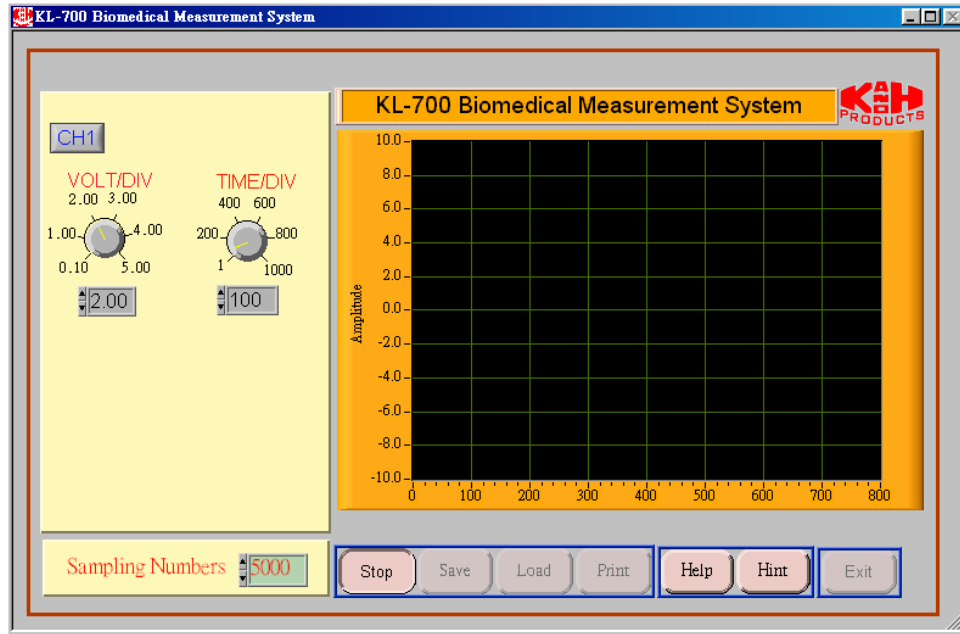 KL-700 Biomedical Measurement System
KL-700 Biomedical Measurement System
K AND H
PRODUCTS
CH1
VOLT/DIV
2.00 3.00
1.00 4.00
0.10 5.00
2.00
TIME/DIV
400 600
200 800
1 1000
100
Amplitude
10.0
8.0
6.0
4.0
2.0
0.0
-2.0
-4.0
-6.0
-8.0
-10.0
0 100 200 300 400 500 600 700 800
Sampling Numbers 5000
Stop Save Load Print Help Hint Exit